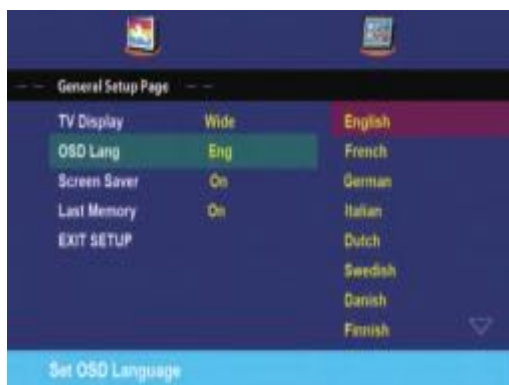 -- General Setup Page --
TV Display Wide English
OSD Lang Eng French
Screen Saver On German
Last Memory On Italian
EXIT SETUP Dutch
Swedish
Danish
Finnish
Set OSD Language